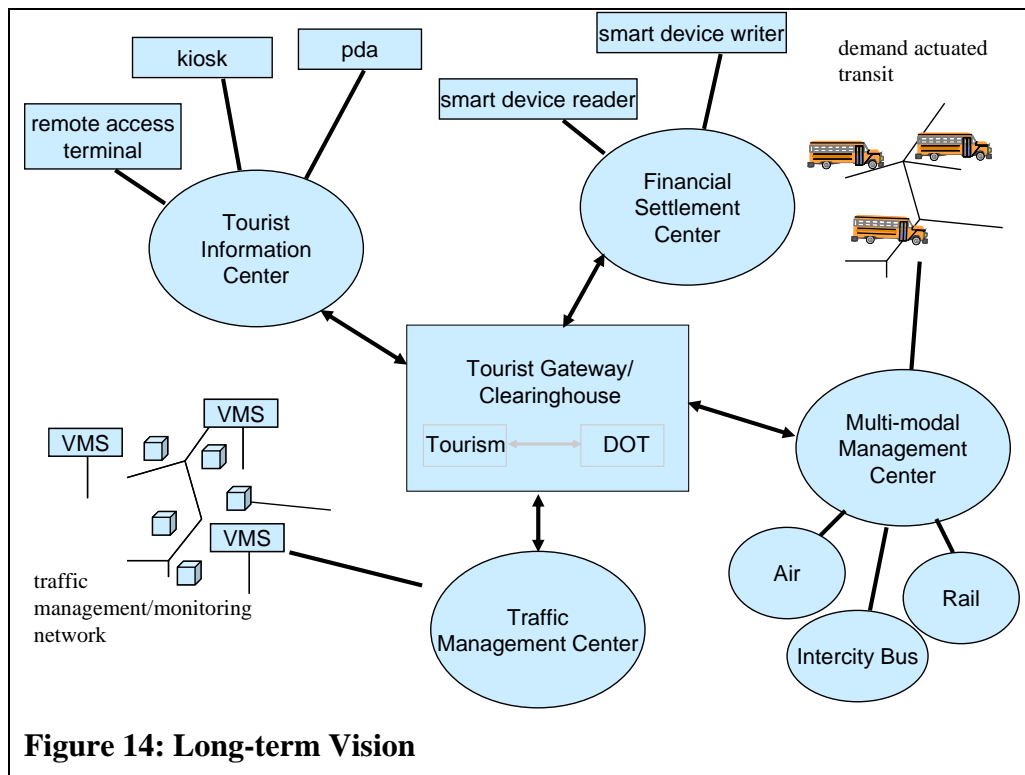 smart device writer
pda
kiosk
demand actuated
transit
smart device reader
remote access
terminal
Financial
Settlement
Center
Tourist
Information
Center
Tourist Gateway/
Clearinghouse
Tourism
DOT
VMS
VMS
VMS
Multi-modal
Management
Center
traffic
management/monitoring
network
Air
Rail
Intercity Bus
Traffic
Management Center
Figure 14: Long-term Vision